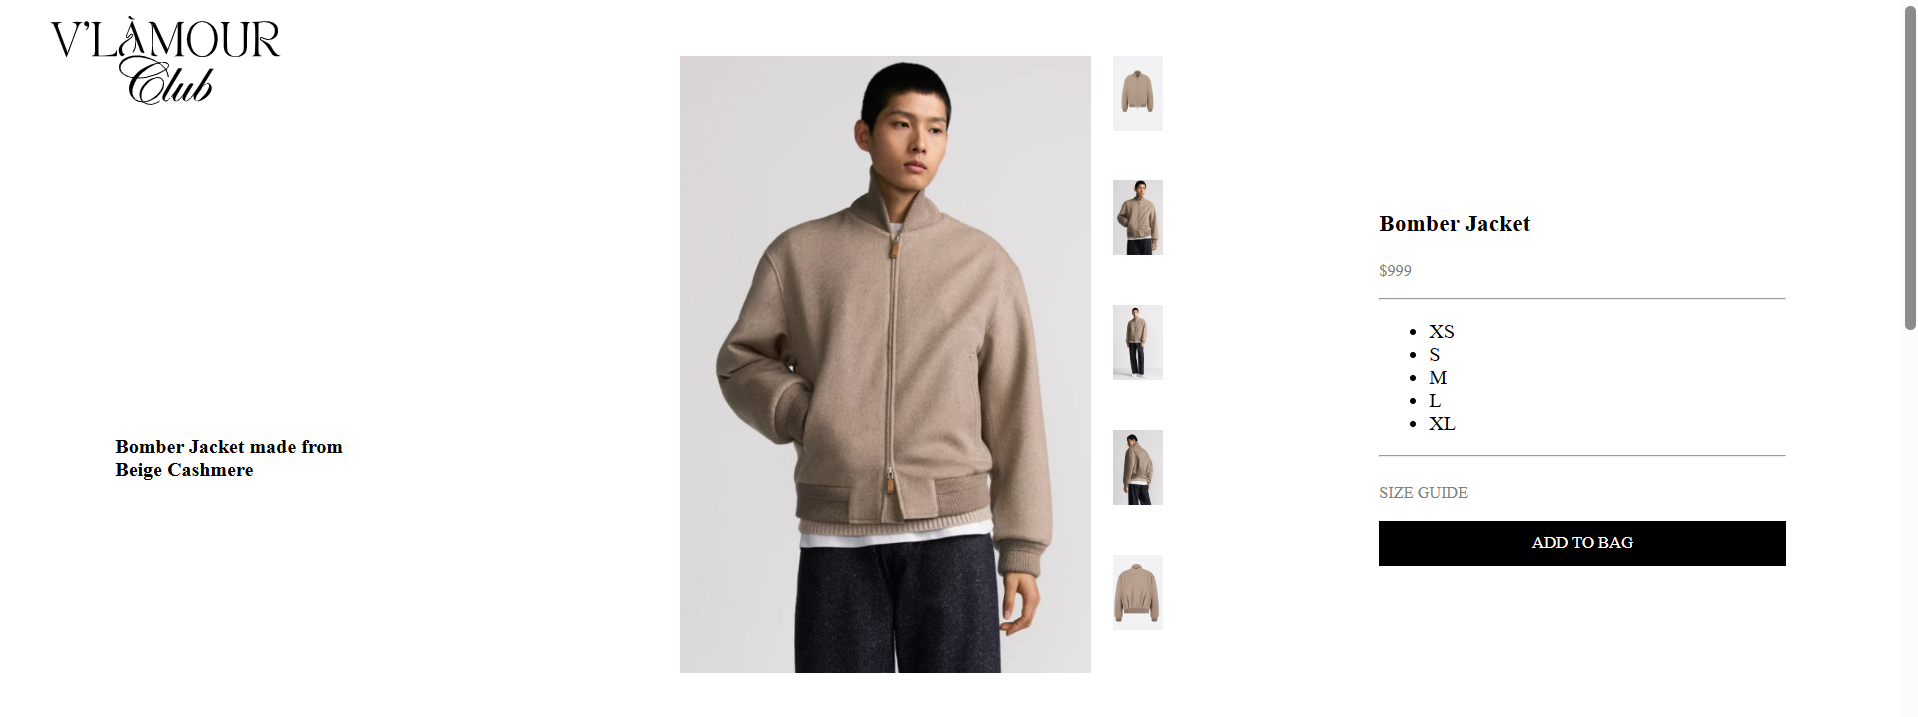 V'LÀMOUR
Club
Bomber Jacket made from
Beige Cashmere
Bomber Jacket
$999
XS
S
M
L
XL
SIZE GUIDE
ADD TO BAG